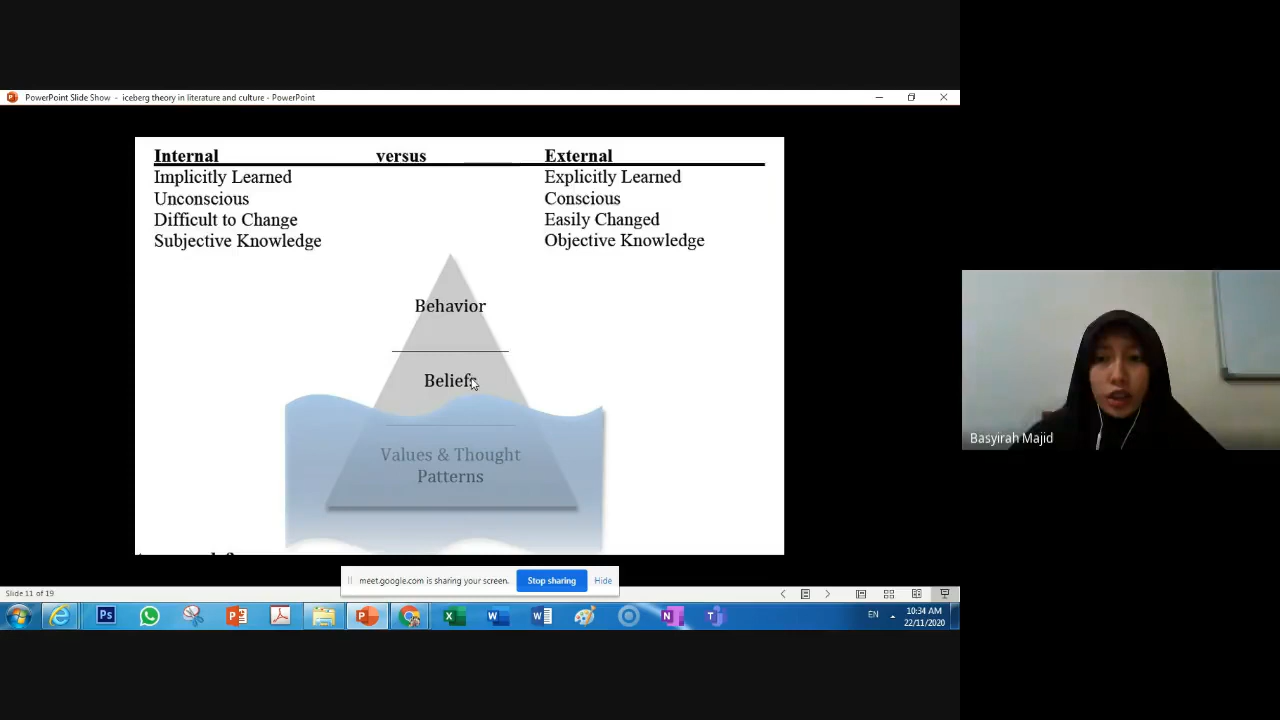 PowerPoint Slide Show - iceberg theory in literature and culture - PowerPoint
Internal versus External
Implicitly Learned Explicitly Learned
Unconscious Conscious
Difficult to Change Easily Changed
Subjective Knowledge Objective Knowledge
Behavior
Beliefs
Values & Thought
Patterns
Basyirah Majid
meet.google.com is sharing your screen. Stop sharing Hide
Slide 11 of 19
Ps W N EN 10:34 AM
22/11/2020